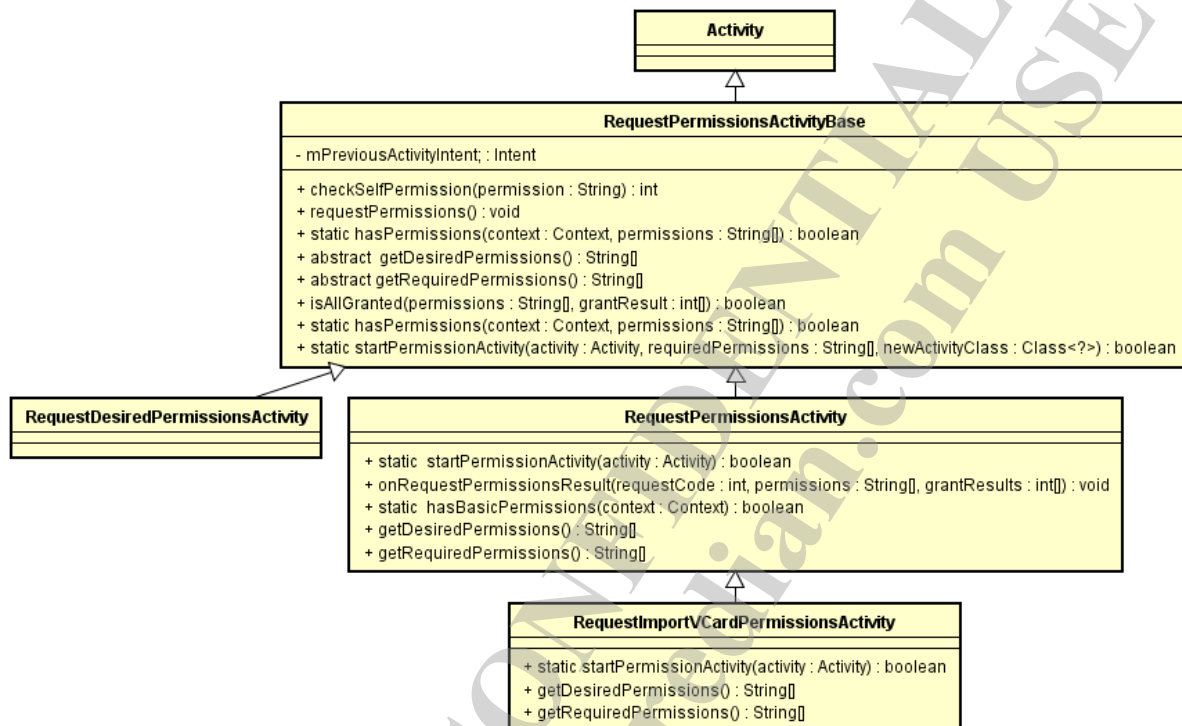 Activity
RequestPermissionsActivityBase
- mPreviousActivityIntent; : Intent
+ checkSelfPermission(permission : String) : int
+ requestPermissions() : void
+ static hasPermissions(context : Context, permissions : String[]) : boolean
+ abstract  getDesiredPermissions() : String[]
+ abstract getRequiredPermissions() : String[]
+ isAllGranted(permissions : String[], grantResult : int[]) : boolean
+ static hasPermissions(context : Context, permissions : String[]) : boolean
+ static startPermissionActivity(activity : Activity, requiredPermissions : String[], newActivityClass : Class<?>) : boolean
RequestDesiredPermissionsActivity
RequestPermissionsActivity
+ static  startPermissionActivity(activity : Activity) : boolean
+ onRequestPermissionsResult(requestCode : int, permissions : String[], grantResults : int[]) : void
+ static  hasBasicPermissions(context : Context) : boolean
+ getDesiredPermissions() : String[]
+ getRequiredPermissions() : String[]
RequestImportVCardPermissionsActivity
+ static startPermissionActivity(activity : Activity) : boolean
+ getDesiredPermissions() : String[]
+ getRequiredPermissions() : String[]
CONFIDENTIAL
USE